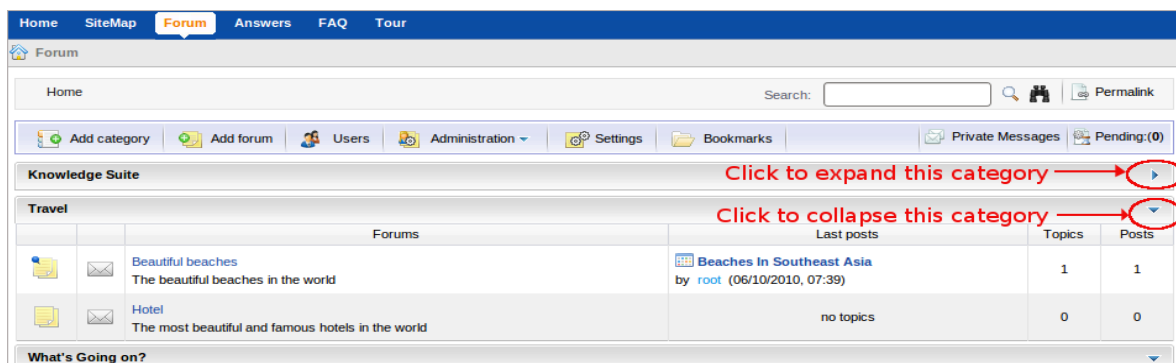 Home SiteMap Forum Answers FAQ Tour
Forum
Home Search: Permalink
Add category Add forum Users Administration Settings Bookmarks Private Messages Pending:(0)
Knowledge Suite Click to expand this category
Travel Click to collapse this category
Forums Last posts Topics Posts
Beautiful beaches Beaches In Southeast Asia 1 1
The beautiful beaches in the world by root (06/10/2010, 07:39)
Hotel no topics 0 0
The most beautiful and famous hotels in the world
What's Going on?